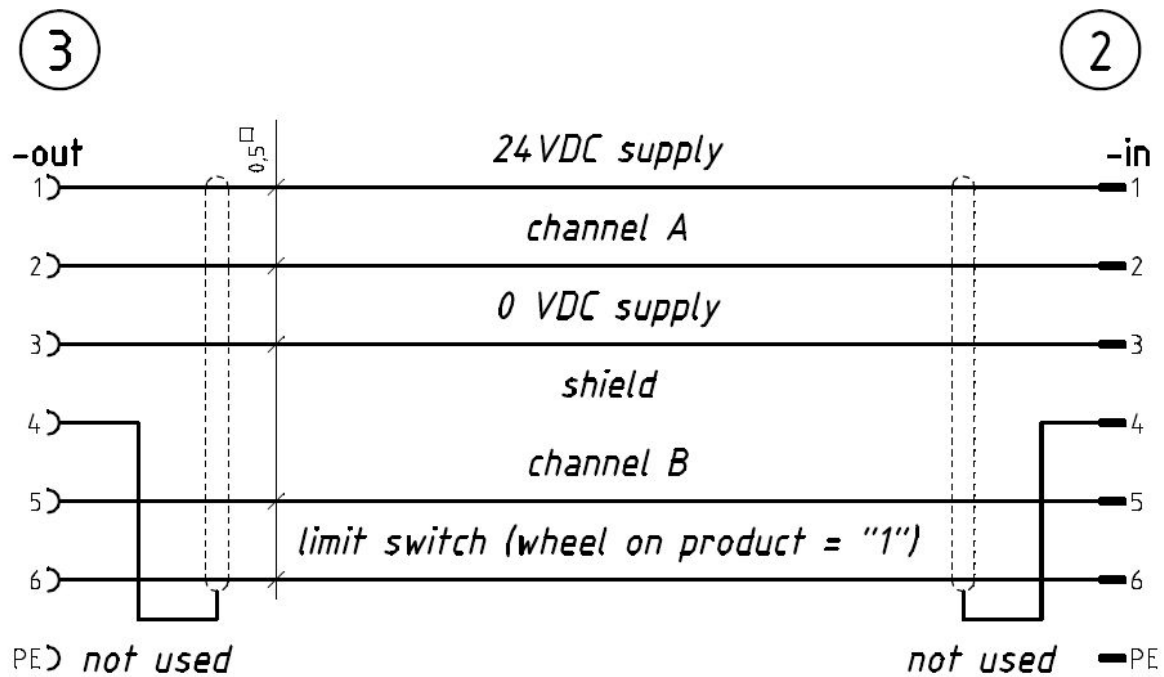 3 2
0,5□
-out 24VDC supply -in
1 1
channel A
2 2
0 VDC supply
3 3
shield
4 4
channel B
5 5
limit switch (wheel on product = "1")
6 6
PE not used not used PE